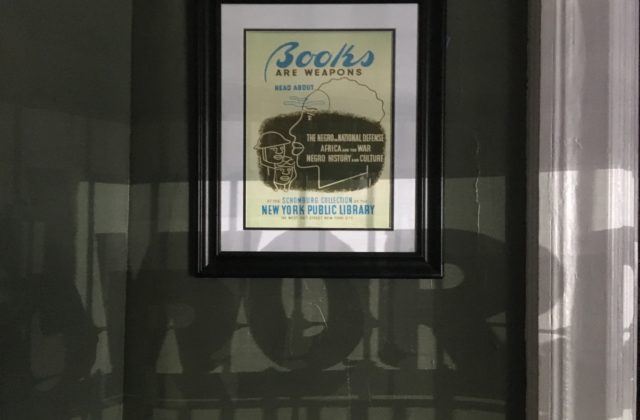 Books
ARE WEAPONS
READ ABOUT
THE NEGRO IN NATIONAL DEFENSE
AFRICA AND THE WAR
NEGRO HISTORY AND CULTURE
AT THE SCHOMBURG COLLECTION OF THE
NEW YORK PUBLIC LIBRARY